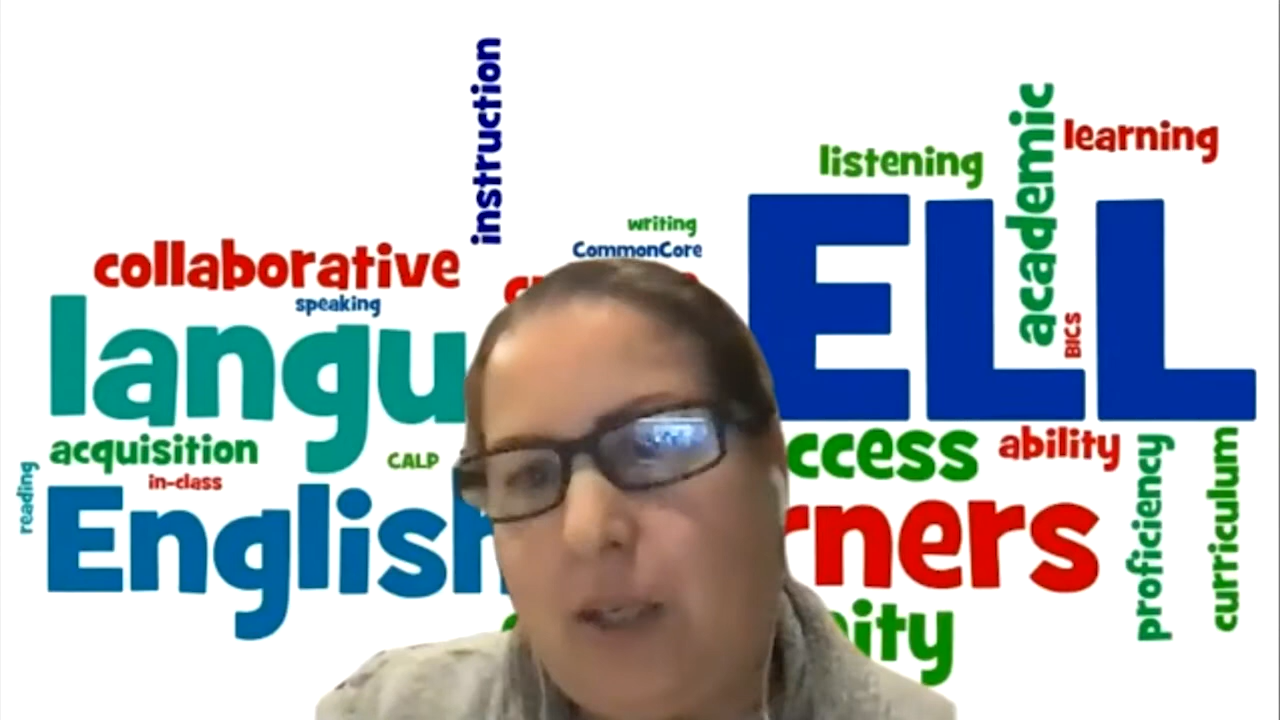 instruction
academic
learning
listening
writing
CommonCore
collaborative
speaking
ELL
BICS
langu
acquisition
CALP
ccess
ability
reading
in-class
English
rners
proficiency
curriculum
ity